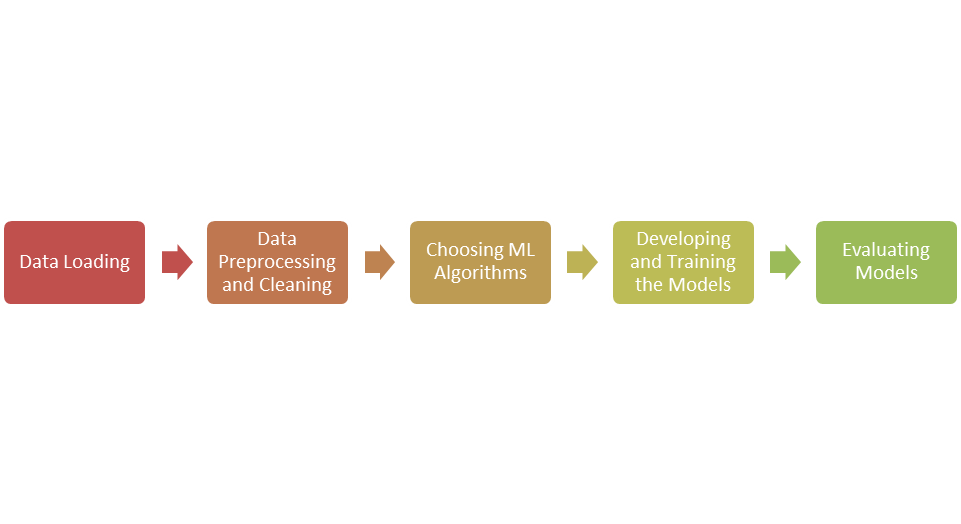 Data Loading
Data
Preprocessing
and Cleaning
Choosing ML
Algorithms
Developing
and Training
the Models
Evaluating
Models